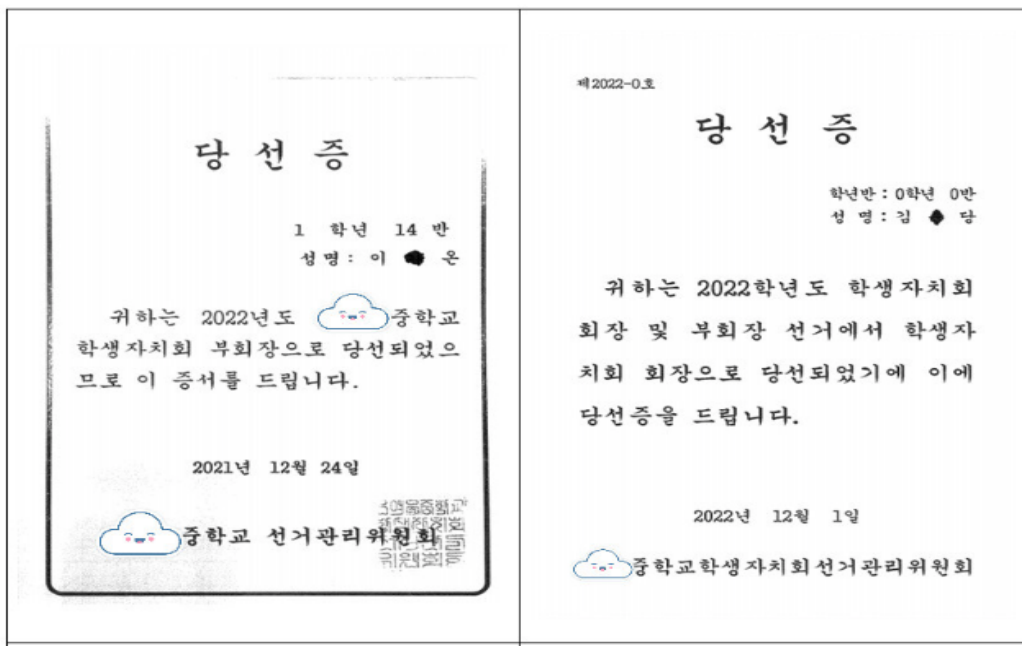 당 선 증
1 학년 14 반
성명: 이 온
귀하는 2022년도 중학교
학생자치회 부회장으로 당선되었으
므로 이 증서를 드립니다.
2021년 12월 24일
중학교 선거관리위원회
제2022-0호
당 선 증
학년반 : 0학년 0반
성 명 : 김 당
귀하는 2022학년도 학생자치회
회장 및 부회장 선거에서 학생자
치회 회장으로 당선되었기에 이에
당선증을 드립니다.
2022년 12월 1일
중학교학생자치회선거관리위원회